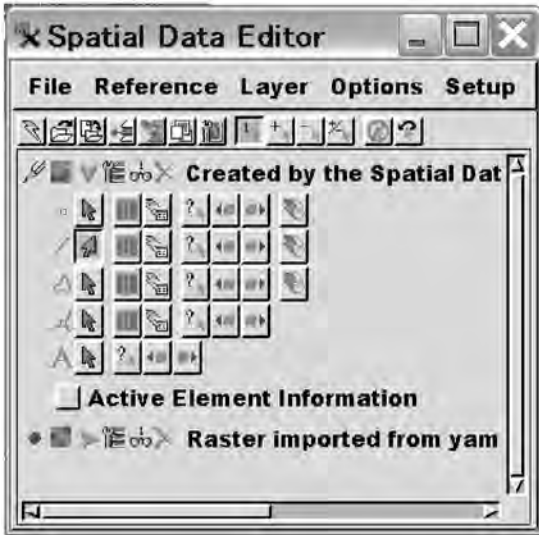 Spatial Data Editor
File Reference Layer Options Setup
Created by the Spatial Dat
Active Element Information
Raster imported from yam